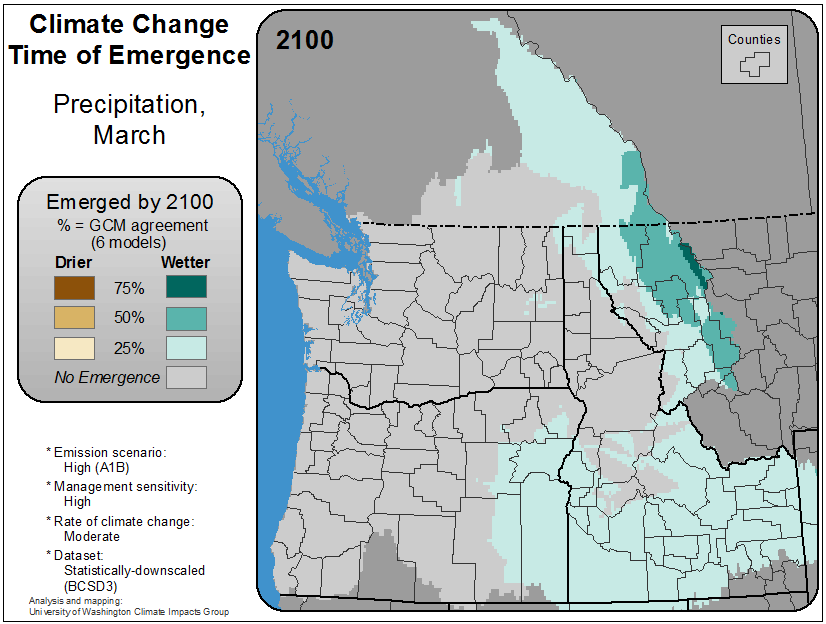 Climate Change
Time of Emergence
Precipitation,
March
Emerged by 2100
% = GCM agreement
(6 models)
Drier Wetter
75%
50%
25%
No Emergence
* Emission scenario:
High (A1B)
* Management sensitivity:
High
* Rate of climate change:
Moderate
* Dataset:
Statistically-downscaled
(BCSD3)
Analysis and mapping:
University of Washington Climate Impacts Group
2100
Counties